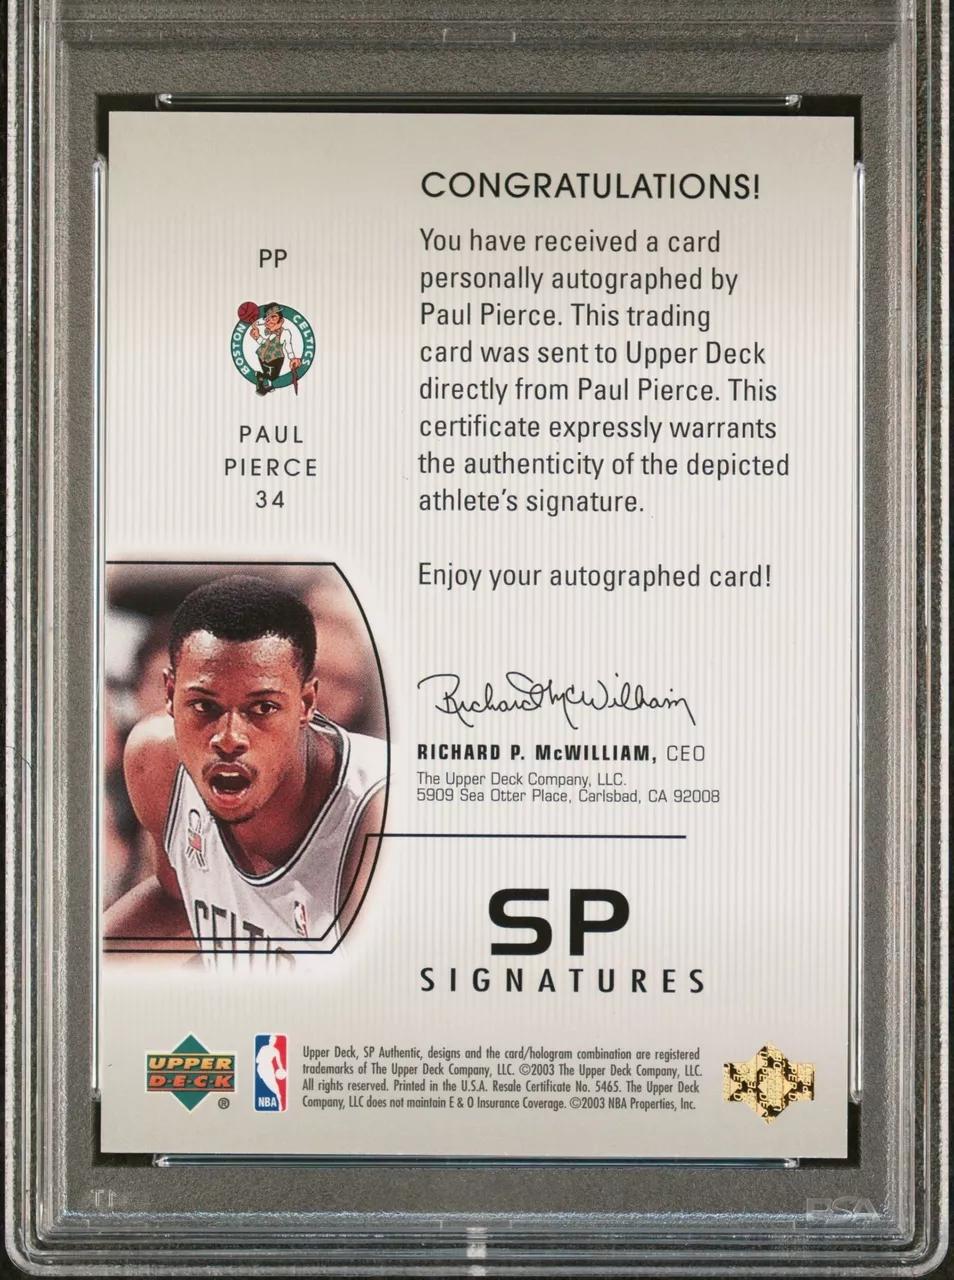 CONGRATULATIONS!
You have received a card
personally autographed by
Paul Pierce. This trading
card was sent to Upper Deck
directly from Paul Pierce. This
certificate expressly warrants
the authenticity of the depicted
athlete's signature.
Enjoy your autographed card!
PP
BOSTON CELTICS
PAUL
PIERCE
34
CELTICS
Richard McWilliam
RICHARD P. McWILLIAM, CEO
The Upper Deck Company, LLC.
5909 Sea Otter Place, Carlsbad, CA 92008
SP
SIGNATURES
UPPER
D·E·C·K
®
NBA
Upper Deck, SP Authentic, designs and the card/hologram combination are registered
trademarks of The Upper Deck Company, LLC. ©2003 The Upper Deck Company, LLC.
All rights reserved. Printed in the U.S.A. Resale Certificate No. 5465. The Upper Deck
Company, LLC does not maintain E & O Insurance Coverage. ©2003 NBA Properties, Inc.
PSA